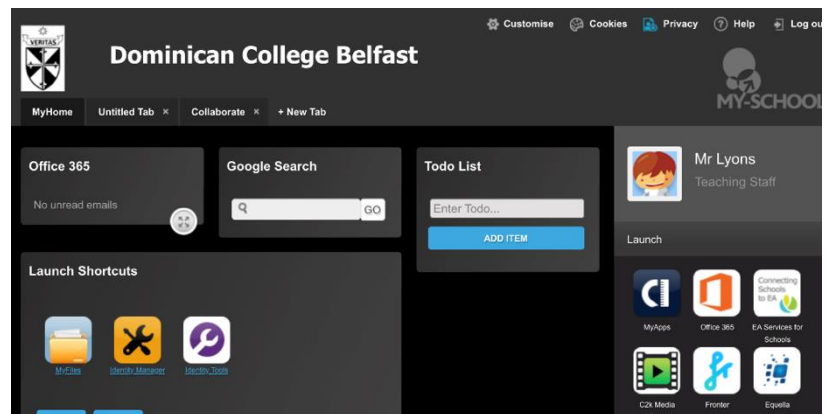 Customise Cookies Privacy Help Log ou
VERITAS
Dominican College Belfast
MY-SCHOOL
MyHome Untitled Tab × Collaborate × + New Tab
Office 365
No unread emails
Google Search
GO
Todo List
Enter Todo...
ADD ITEM
Mr Lyons
Teaching Staff
Launch
Launch Shortcuts
MyFiles Identity Manager Identity Tools
Connecting
Schools
to EA
MyApps Office 365 EA Services for
Schools
C2k Media Fronter Equella